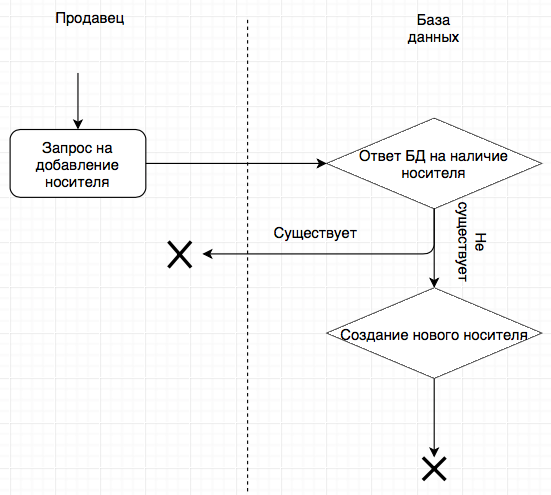 Продавец
База
данных
Запрос на
добавление
носителя
Ответ БД на наличие
носителя
Существует
Не
существует
Создание нового носителя